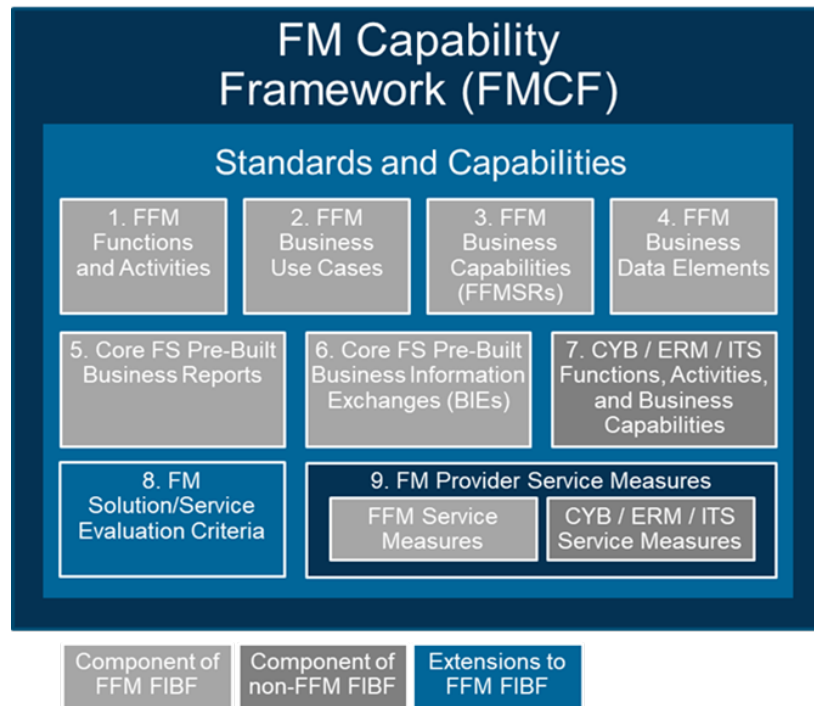 FM Capability
Framework (FMCF)
Standards and Capabilities
1. FFM
Functions
and Activities
2. FFM
Business
Use Cases
3. FFM
Business
Capabilities
(FFMSRs)
4. FFM
Business
Data Elements
5. Core FS Pre-Built
Business Reports
6. Core FS Pre-Built
Business Information
Exchanges (BIEs)
7. CYB / ERM / ITS
Functions, Activities,
and Business
Capabilities
8. FM
Solution/Service
Evaluation Criteria
9. FM Provider Service Measures
FFM Service
Measures
CYB / ERM / ITS
Service Measures
Component of
FFM FIBF
Component of
non-FFM FIBF
Extensions to
FFM FIBF